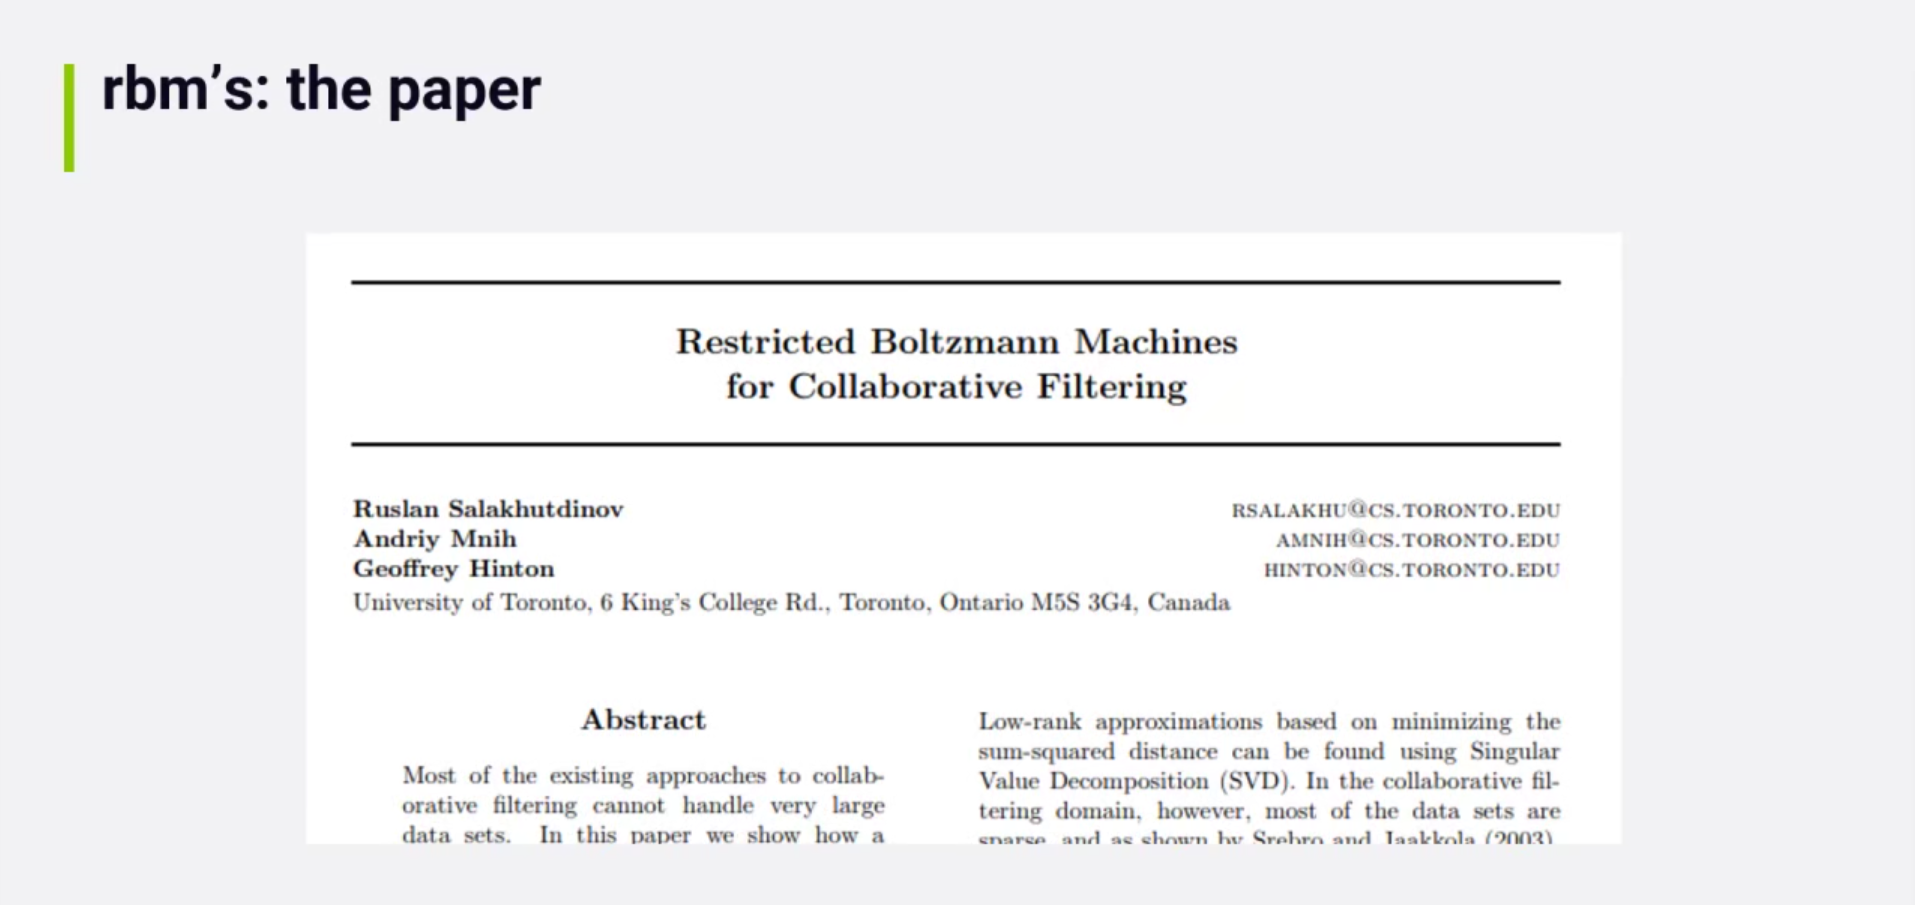 rbm’s: the paper
Restricted Boltzmann Machines
for Collaborative Filtering
Ruslan Salakhutdinov RSALAKHU@CS.TORONTO.EDU
Andriy Mnih AMNIH@CS.TORONTO.EDU
Geoffrey Hinton HINTON@CS.TORONTO.EDU
University of Toronto, 6 King’s College Rd., Toronto, Ontario M5S 3G4, Canada
Abstract
Most of the existing approaches to collab-
orative filtering cannot handle very large
data sets. In this paper we show how a
Low-rank approximations based on minimizing the
sum-squared distance can be found using Singular
Value Decomposition (SVD). In the collaborative fil-
tering domain, however, most of the data sets are
sparse, and as shown by Srebro and Jaakkola (2003),